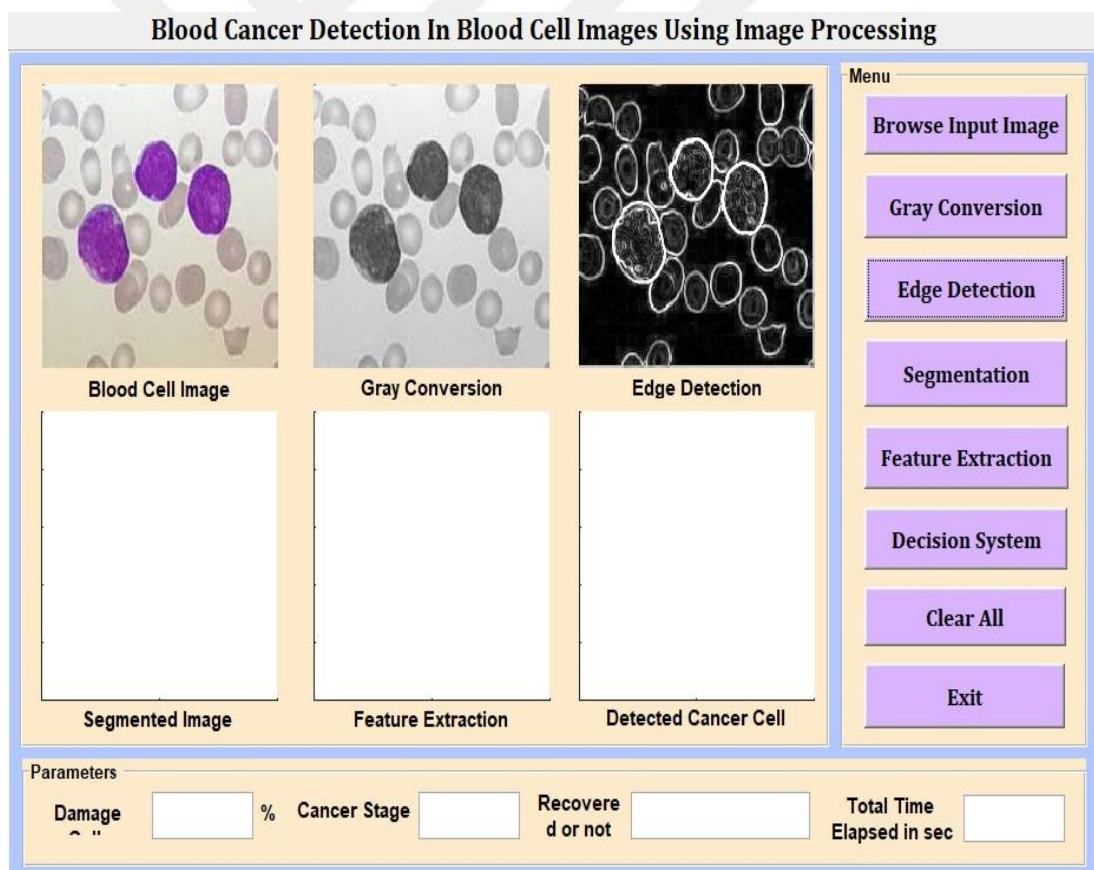 Blood Cancer Detection In Blood Cell Images Using Image Processing
Blood Cell Image
Gray Conversion
Edge Detection
Segmented Image
Feature Extraction
Detected Cancer Cell
Menu
Browse Input Image
Gray Conversion
Edge Detection
Segmentation
Feature Extraction
Decision System
Clear All
Exit
Parameters
Damage
%
Cancer Stage
Recovere
d or not
Total Time
Elapsed in sec